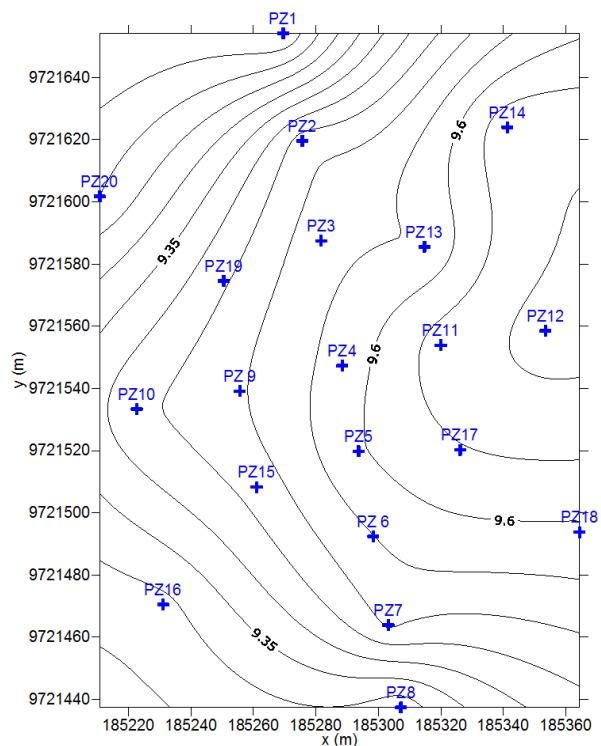 PZ1
9721640
PZ14
9.6
9721620
PZ2
PZ20
9721600
PZ3
PZ13
9.35
9721580
PZ19
9721560
PZ12
PZ11
y (m)
PZ4
9.6
9721540
PZ 9
PZ10
9721520
PZ5
PZ17
PZ15
9721500
9.6
PZ18
PZ 6
9721480
PZ16
PZ7
9721460
9.35
9721440
PZ8
185220 185240 185260 185280 185300 185320 185340 185360
x (m)